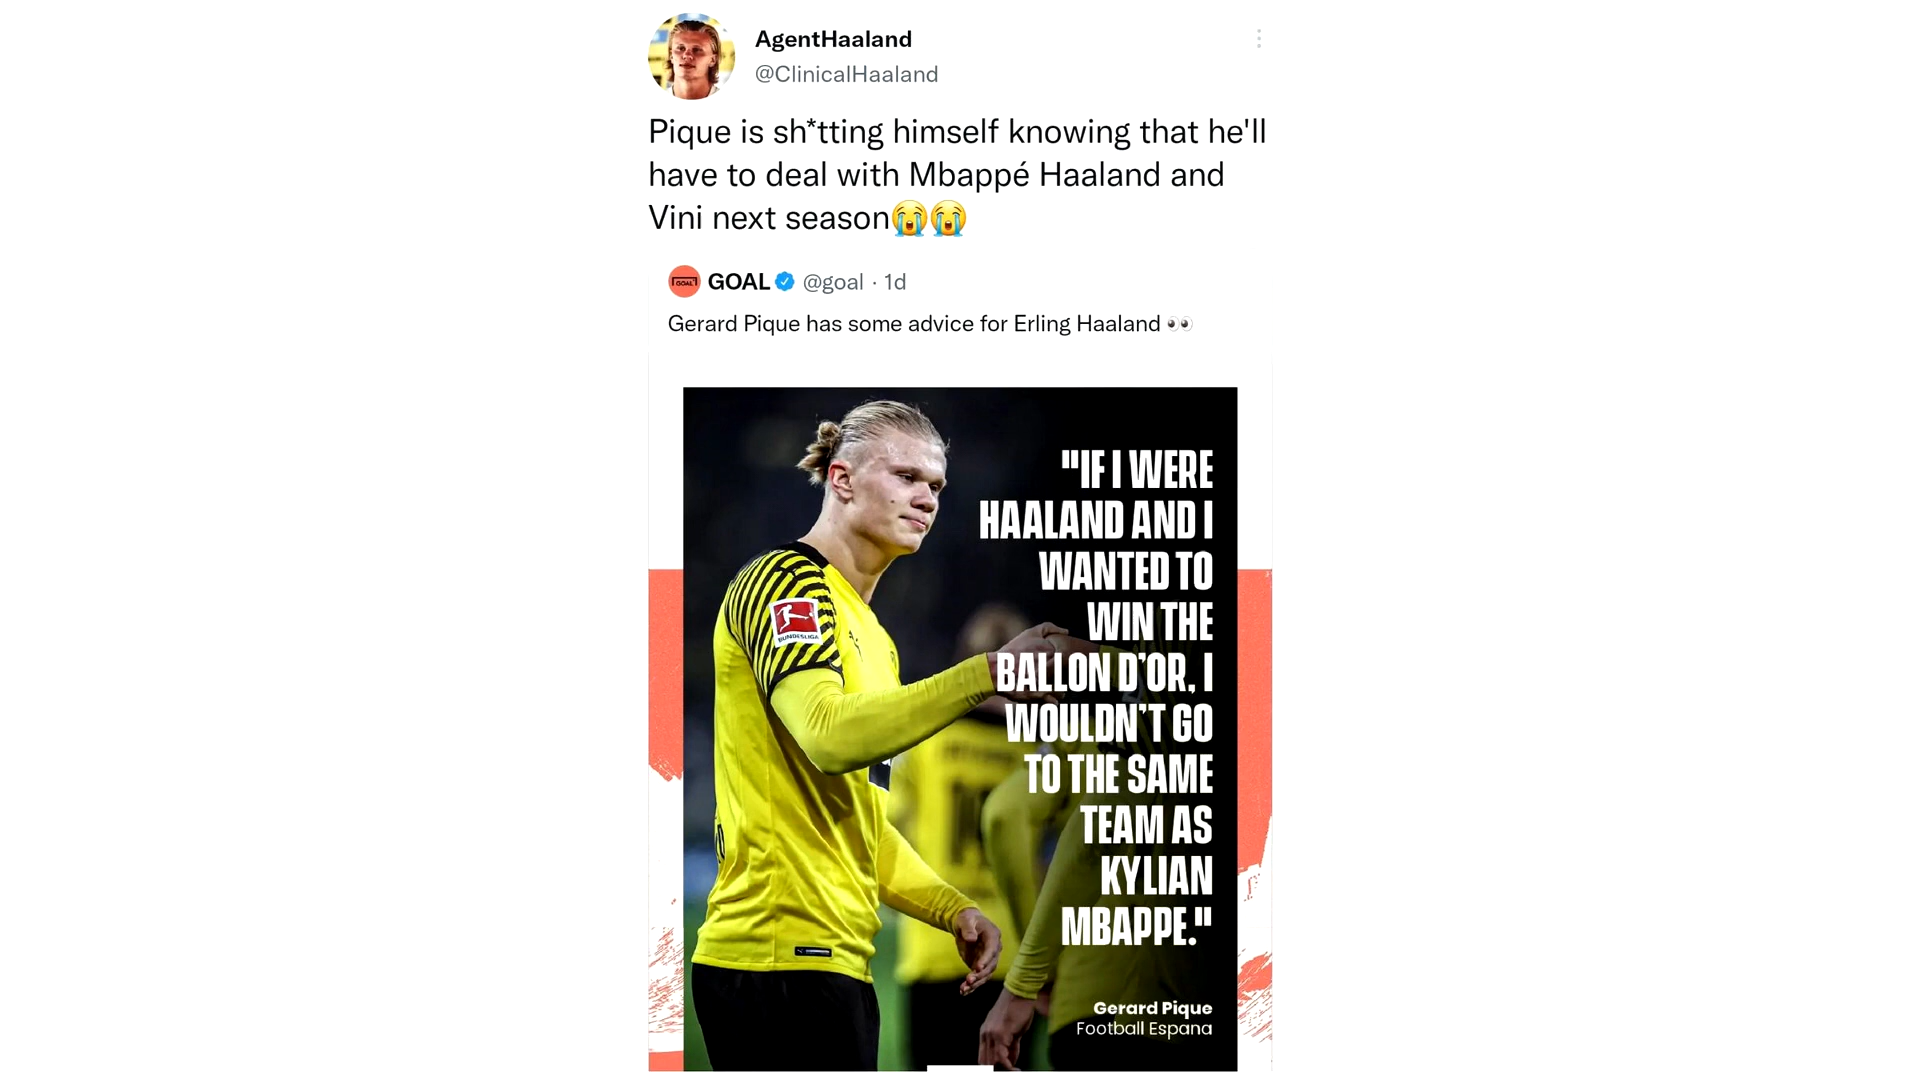 AgentHaaland
@ClinicalHaaland
Pique is sh*tting himself knowing that he'll
have to deal with Mbappé Haaland and
Vini next season😭😭
GOAL
GOAL @goal · 1d
Gerard Pique has some advice for Erling Haaland 👀
"IF I WERE
HAALAND AND I
WANTED TO
WIN THE
BALLON D'OR, I
WOULDN'T GO
TO THE SAME
TEAM AS
KYLIAN
MBAPPE."
BUNDESLIGA
Gerard Pique
Football Espana